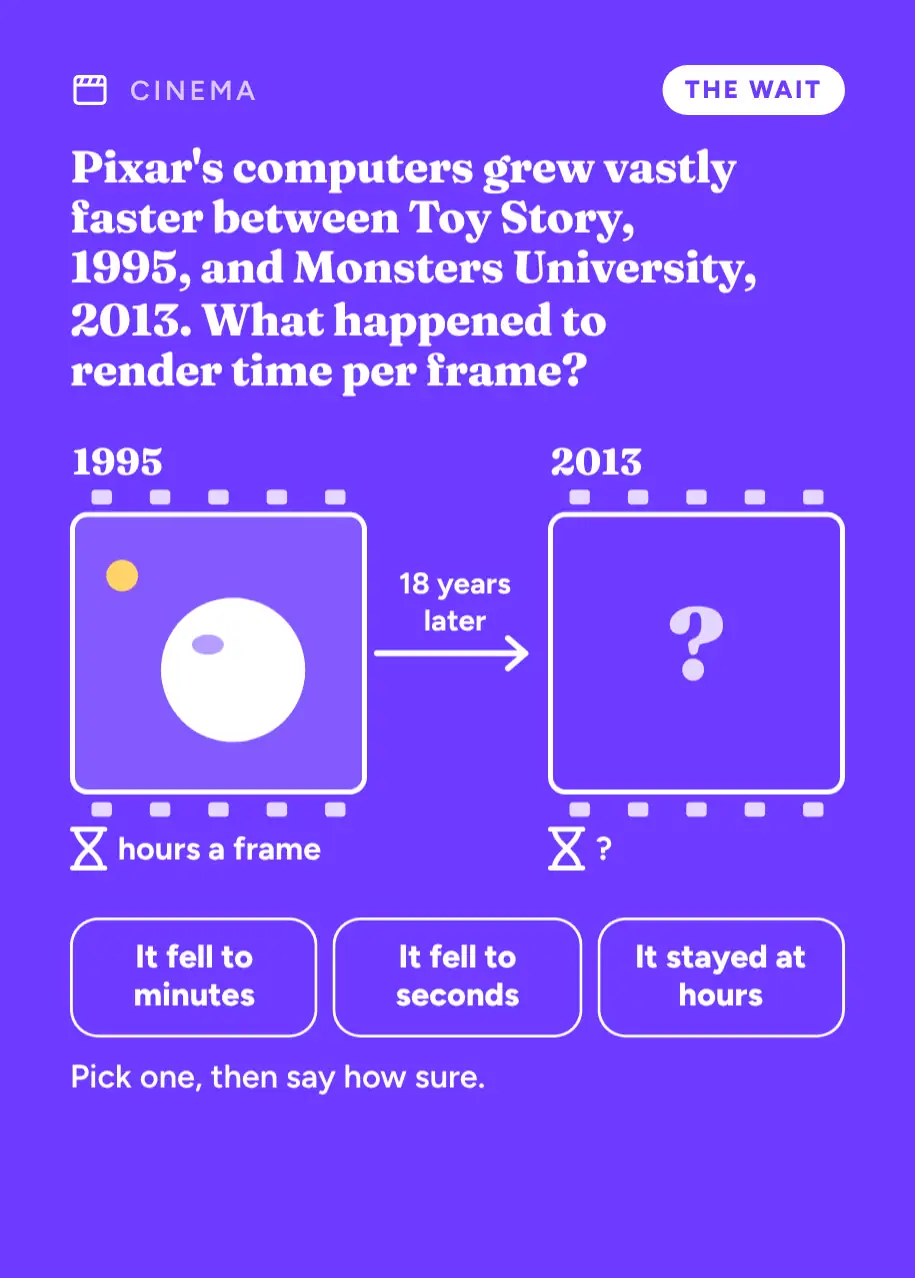 CINEMA
THE WAIT
Pixar's computers grew vastly
faster between Toy Story,
1995, and Monsters University,
2013. What happened to
render time per frame?
1995
2013
18 years
later
?
hours a frame
?
It fell to
minutes
It fell to
seconds
It stayed at
hours
Pick one, then say how sure.